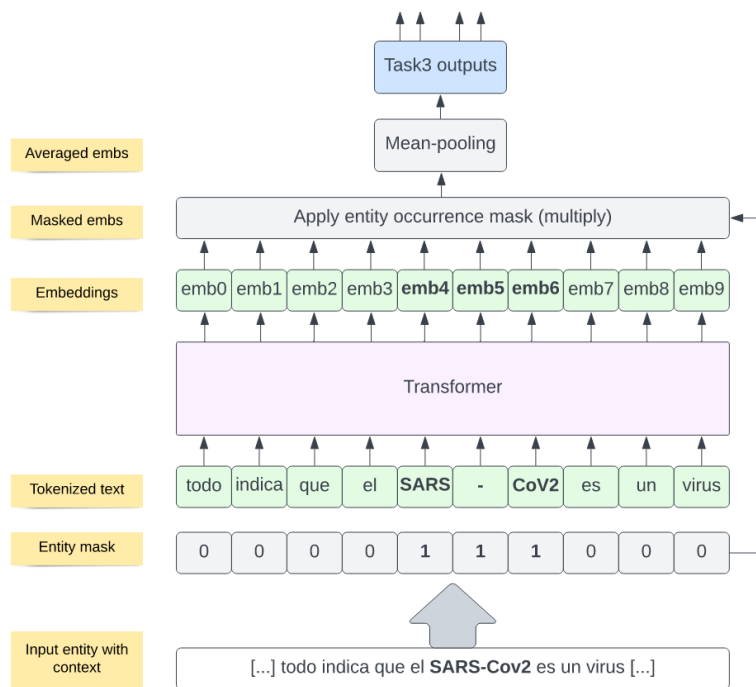 Task3 outputs
Averaged embs
Mean-pooling
Masked embs
Apply entity occurrence mask (multiply)
Embeddings
emb0 emb1 emb2 emb3 emb4 emb5 emb6 emb7 emb8 emb9
Transformer
Tokenized text
todo indica que el SARS - CoV2 es un virus
Entity mask
0 0 0 0 1 1 1 0 0 0
Input entity with
context
[...] todo indica que el SARS-Cov2 es un virus [...]